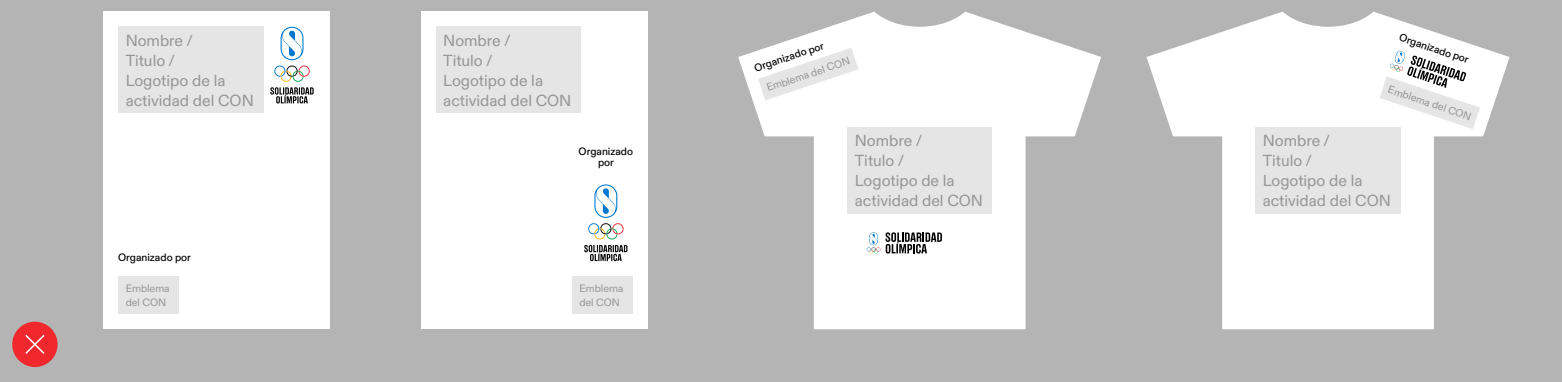 Nombre /
Titulo /
Logotipo de la
actividad del CON
SOLIDARIDAD
OLÍMPICA
Organizado por
Emblema
del CON
Nombre /
Titulo /
Logotipo de la
actividad del CON
Organizado
por
SOLIDARIDAD
OLÍMPICA
Emblema
del CON
Organizado por
Emblema del CON
Nombre /
Titulo /
Logotipo de la
actividad del CON
SOLIDARIDAD
OLÍMPICA
Organizado por
SOLIDARIDAD
OLÍMPICA
Emblema del CON
Nombre /
Titulo /
Logotipo de la
actividad del CON